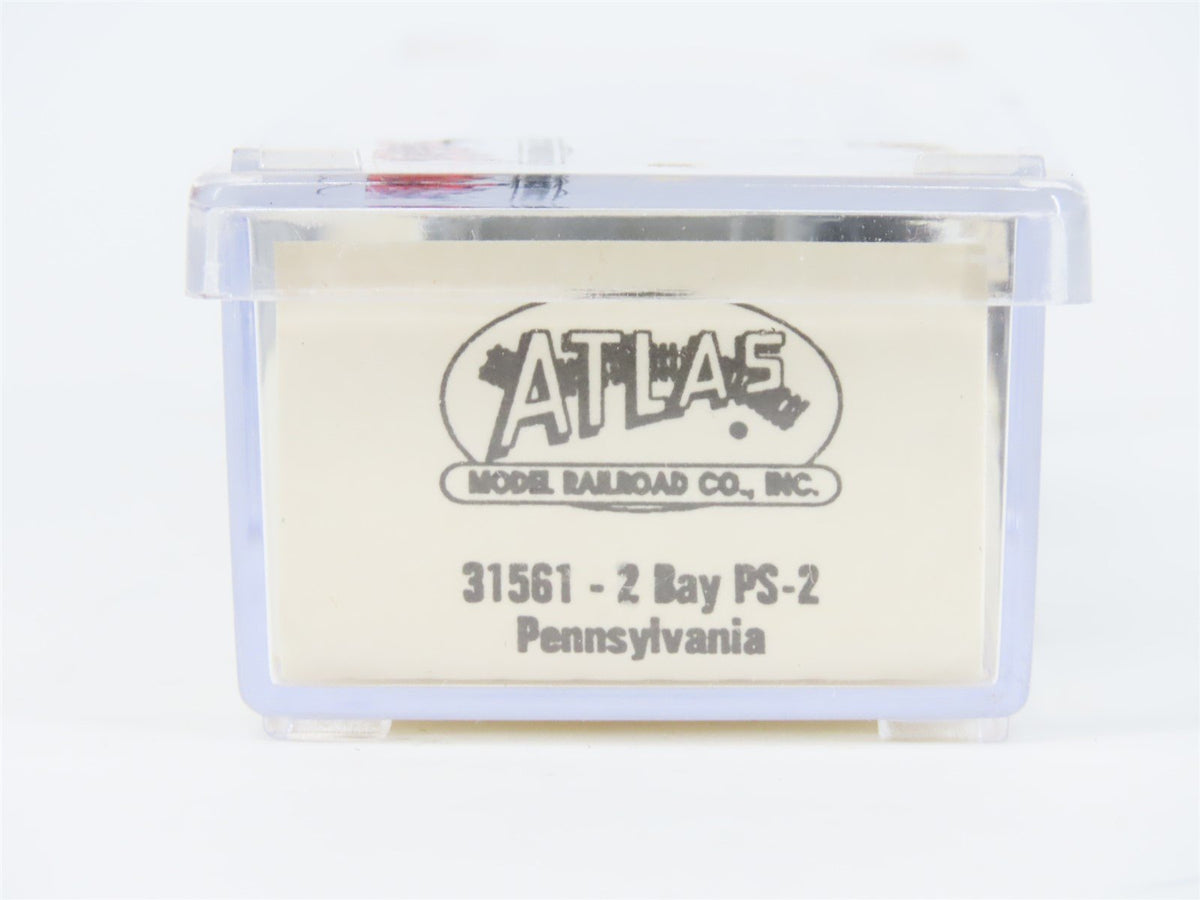 ATLAS
MODEL RAILROAD CO., INC.
31561 - 2 Bay PS-2
Pennsylvania